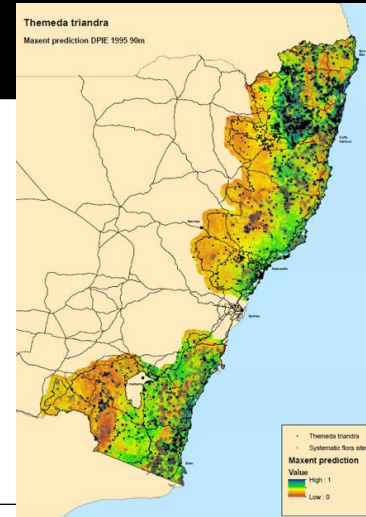 Themeda triandra
Maxent prediction DPIE 1995 90m
Coffs
Harbour
Newcastle
Sydney
Canberra
Eden
Themeda triandra
Systematic flora site
Maxent prediction
Value
High : 1
Low : 0